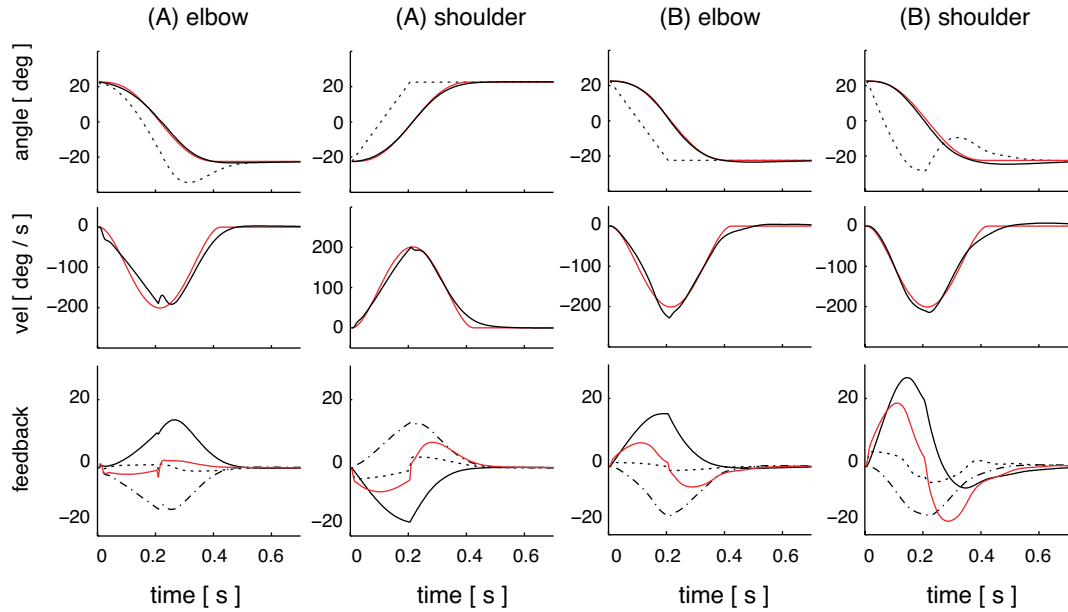 (A) elbow (A) shoulder (B) elbow (B) shoulder
angle [ deg ]
20 20 20 20
0 0 0 0
−20 −20 −20 −20
vel [ deg / s ]
0 200 0 0
−100 100 −100 −100
−200 0 −200 −200
feedback
20 20 20 20
0 0 0 0
−20 −20 −20 −20
0 0.2 0.4 0.6 0 0.2 0.4 0.6 0 0.2 0.4 0.6 0 0.2 0.4 0.6
time [ s ] time [ s ] time [ s ] time [ s ]